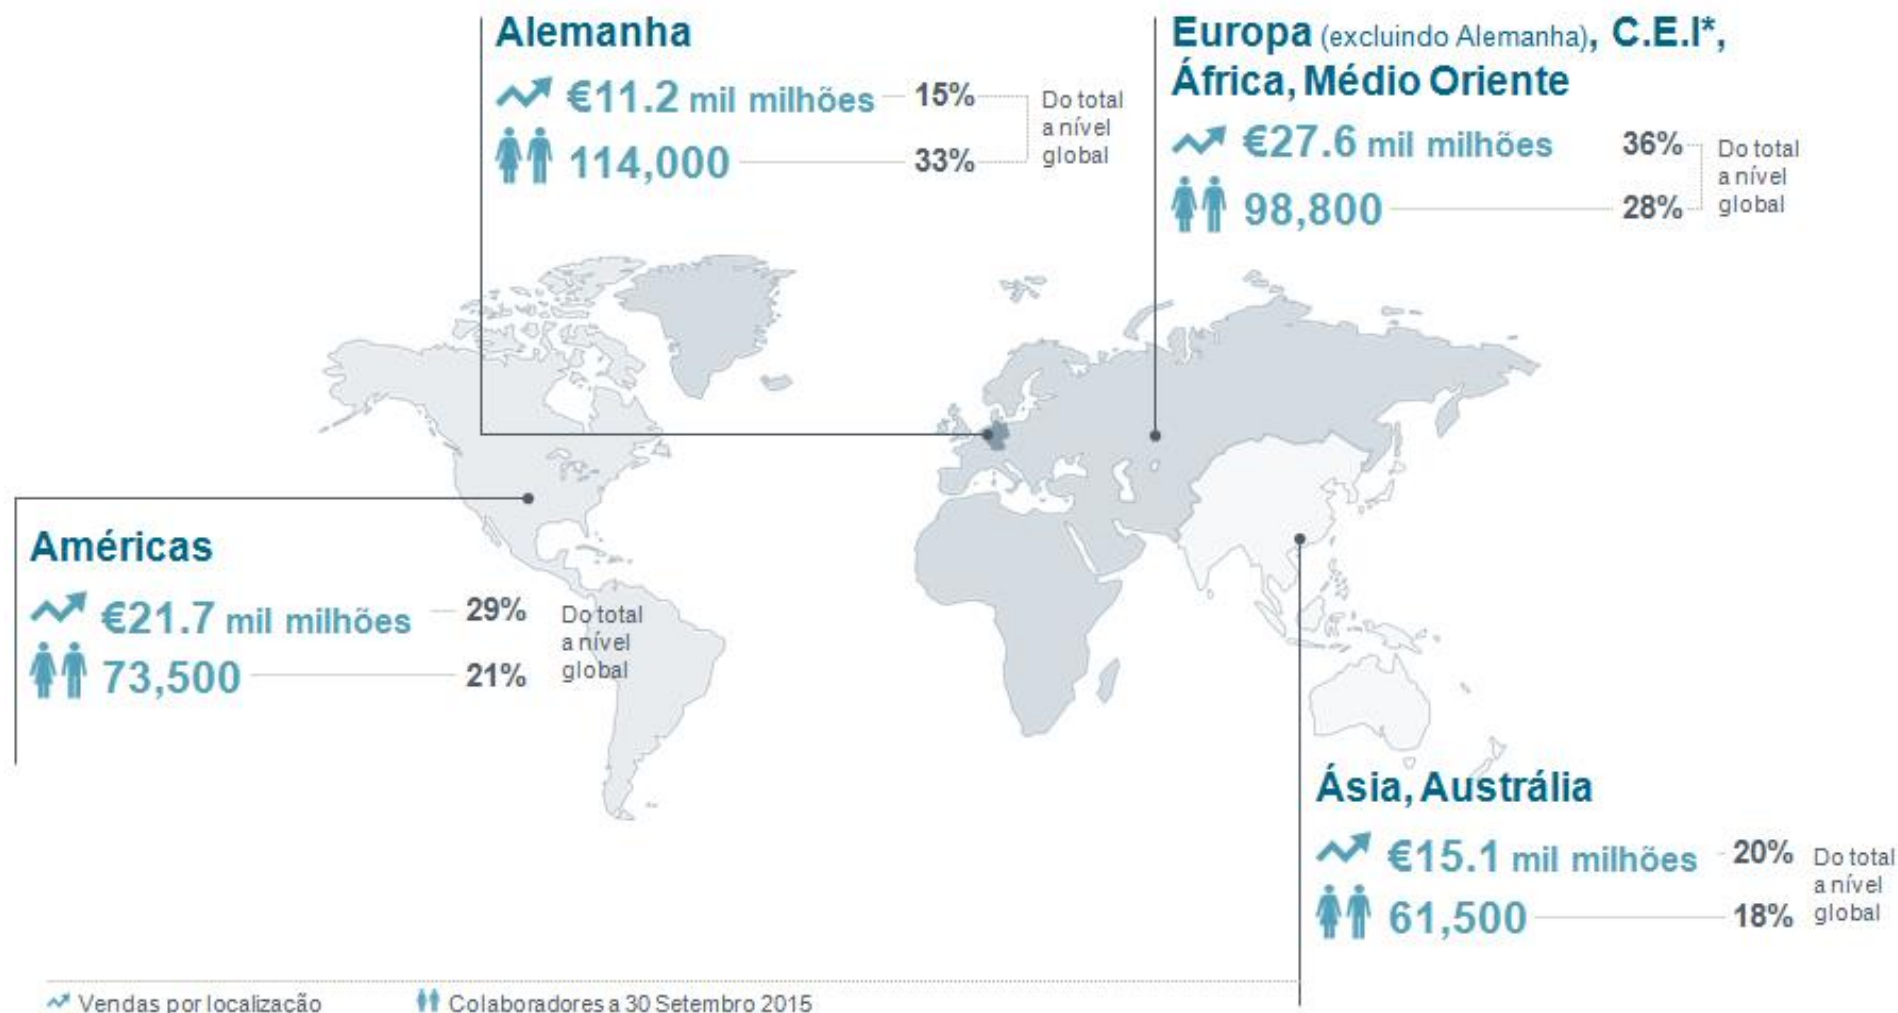 Alemanha
€11.2 mil milhões 15%
114,000 33%
Do total
a nível
global
Europa (excluindo Alemanha), C.E.I*,
África, Médio Oriente
€27.6 mil milhões 36%
98,800 28%
Do total
a nível
global
Américas
€21.7 mil milhões 29%
73,500 21%
Do total
a nível
global
Ásia, Austrália
€15.1 mil milhões 20%
61,500 18%
Do total
a nível
global
Vendas por localização
Colaboradores a 30 Setembro 2015